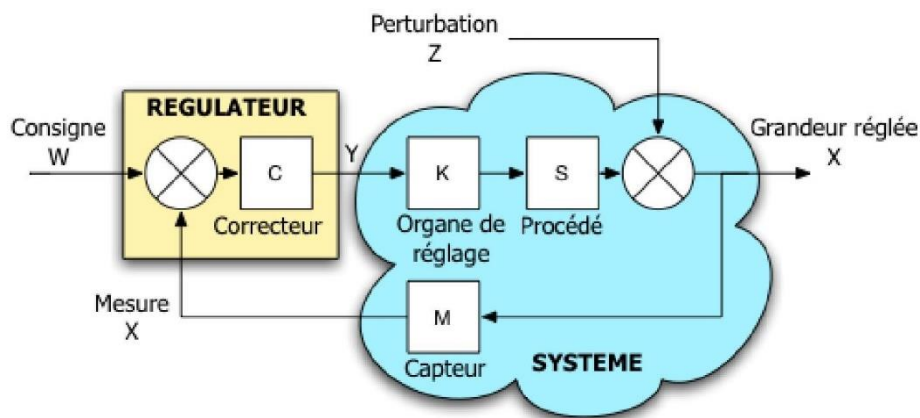 Perturbation
Z
REGULATEUR
Consigne
W
Grandeur réglée
X
Y
C
K
S
Correcteur
Organe de
réglage
Procédé
Mesure
X
M
Capteur
SYSTEME